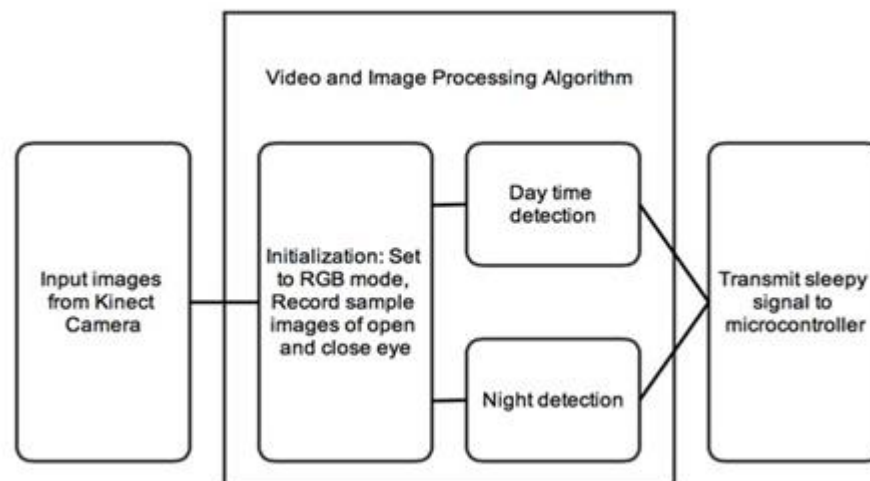 Video and Image Processing Algorithm
Input images
from Kinect
Camera
Initialization: Set
to RGB mode,
Record sample
images of open
and close eye
Day time
detection
Night detection
Transmit sleepy
signal to
microcontroller